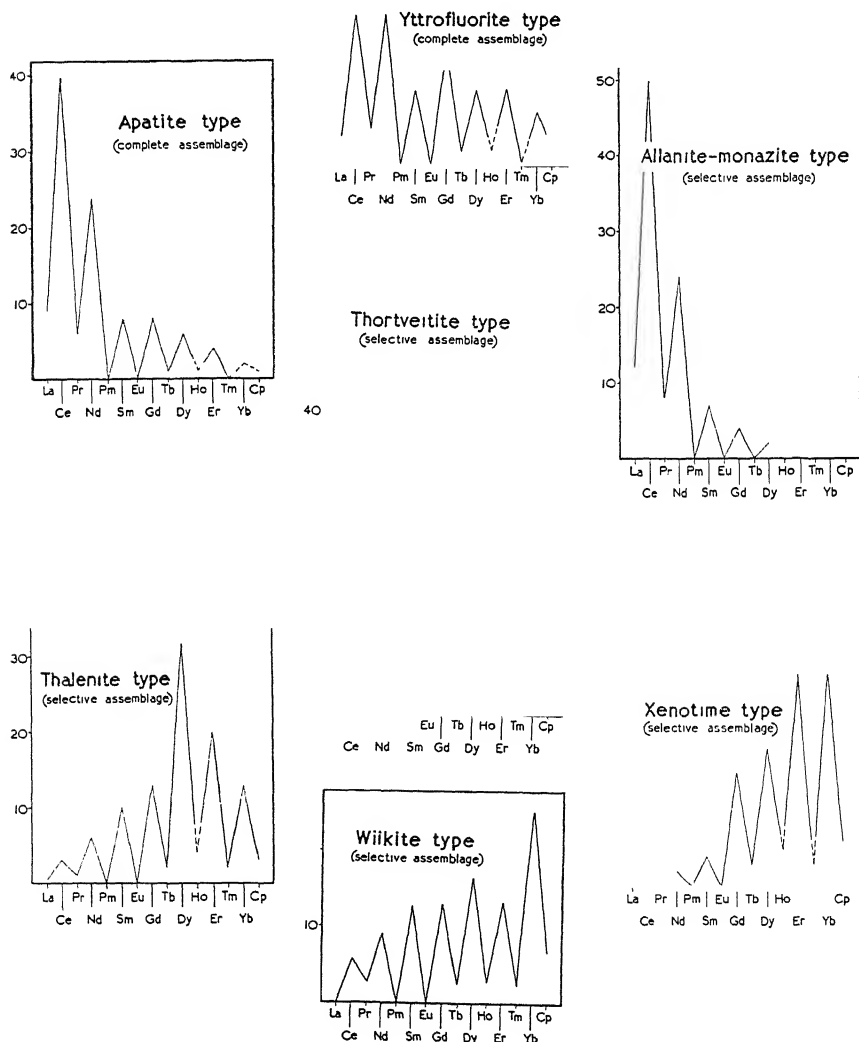 Yttrofluorite type
(complete assemblage)
40
30
20
10
Apatite type
(complete assemblage)
La Pr Pm Eu Tb Ho Tm Cp
Ce Nd Sm Gd Dy Er Yb
La Pr Pm Eu Tb Ho Tm Cp
Ce Nd Sm Gd Dy Er Yb
50
40
30
20
10
Allanite-monazite type
(selective assemblage)
La Pr Pm Eu Tb Ho Tm Cp
Ce Nd Sm Gd Dy Er Yb
Thortveitite type
(selective assemblage)
40
30
20
10
Thalenite type
(selective assemblage)
La Pr Pm Eu Tb Ho Tm Cp
Ce Nd Sm Gd Dy Er Yb
Eu Tb Ho Tm Cp
Ce Nd Sm Gd Dy Er Yb
Wiikite type
(selective assemblage)
10
La Pr Pm Eu Tb Ho Tm Cp
Ce Nd Sm Gd Dy Er Yb
Xenotime type
(selective assemblage)
La Pr Pm Eu Tb Ho Cp
Ce Nd Sm Gd Dy Er Yb